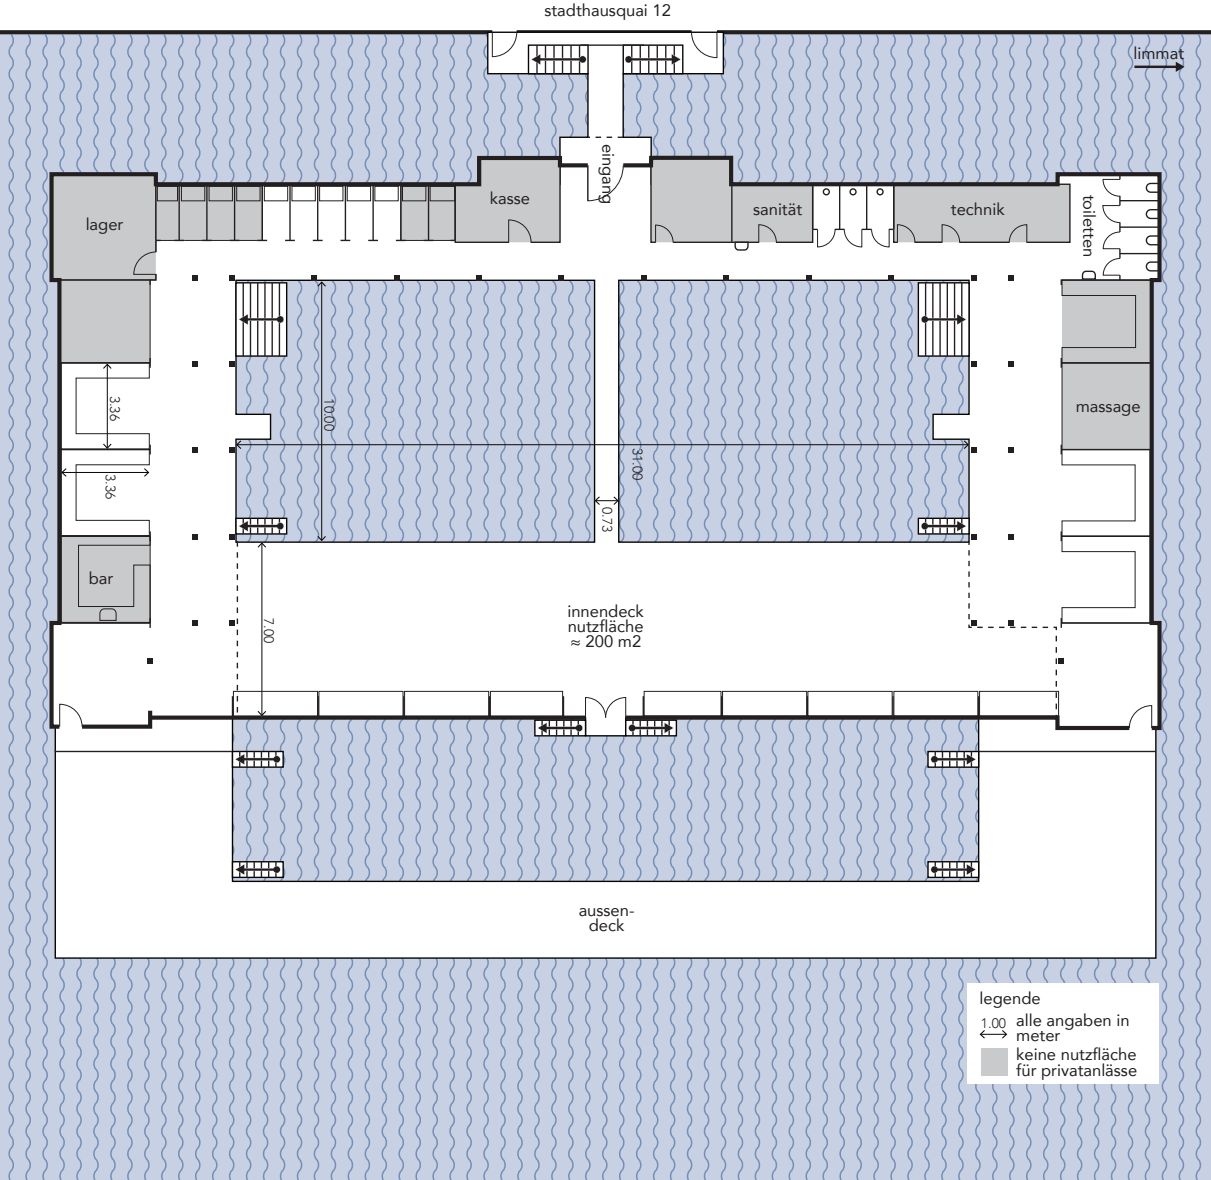 stadthausquai 12
limmat
eingang
kasse
lager
sanität
technik
toiletten
3.36
10.00
massage
31.00
3.36
0.73
bar
innendeck
nutzfläche
≈ 200 m2
7.00
aussen-
deck
legende
1.00 alle angaben in
meter
keine nutzfläche
für privatanlässe